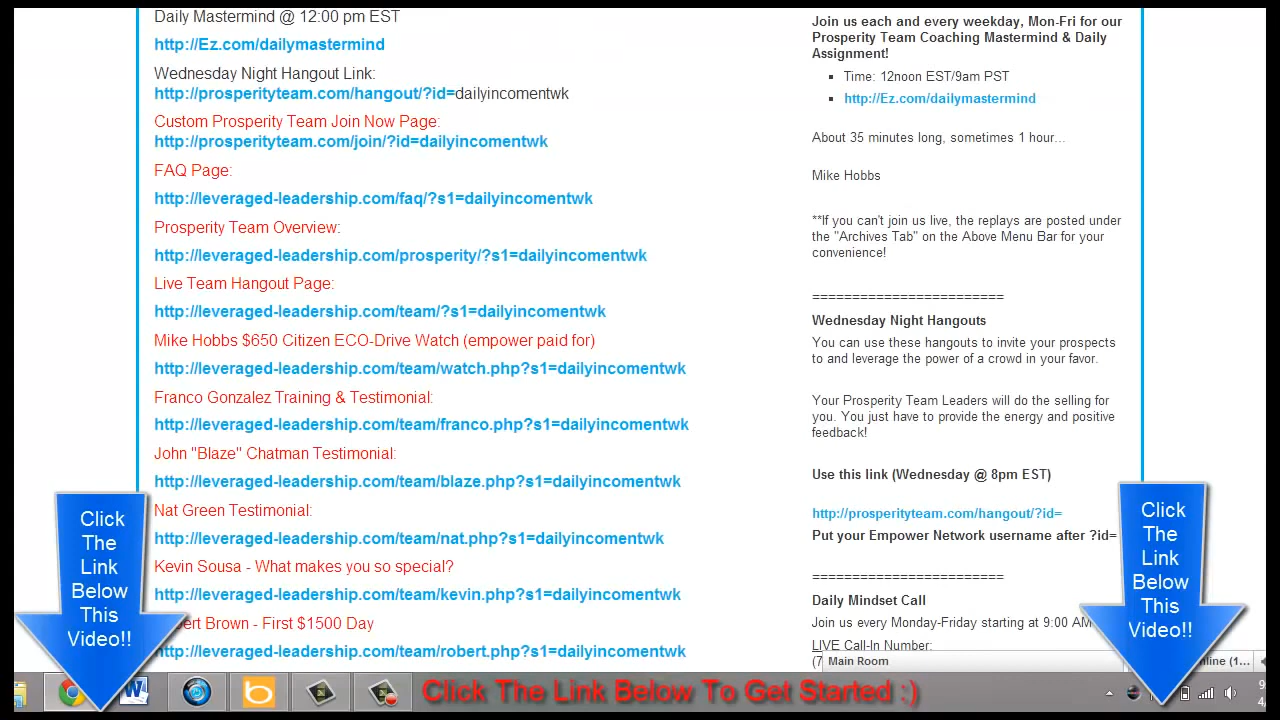 Daily Mastermind @ 12:00 pm EST
http://Ez.com/dailymastermind
Wednesday Night Hangout Link:
http://prosperityteam.com/hangout/?id=dailyincomentwk
Custom Prosperity Team Join Now Page:
http://prosperityteam.com/join/?id=dailyincomentwk
FAQ Page:
http://leveraged-leadership.com/faq/?s1=dailyincomentwk
Prosperity Team Overview:
http://leveraged-leadership.com/prosperity/?s1=dailyincomentwk
Live Team Hangout Page:
http://leveraged-leadership.com/team/?s1=dailyincomentwk
Mike Hobbs $650 Citizen ECO-Drive Watch (empower paid for)
http://leveraged-leadership.com/team/watch.php?s1=dailyincomentwk
Franco Gonzalez Training & Testimonial:
http://leveraged-leadership.com/team/franco.php?s1=dailyincomentwk
John "Blaze" Chatman Testimonial:
http://leveraged-leadership.com/team/blaze.php?s1=dailyincomentwk
Nat Green Testimonial:
http://leveraged-leadership.com/team/nat.php?s1=dailyincomentwk
Kevin Sousa - What makes you so special?
http://leveraged-leadership.com/team/kevin.php?s1=dailyincomentwk
ert Brown - First $1500 Day
http://leveraged-leadership.com/team/robert.php?s1=dailyincomentwk
Join us each and every weekday, Mon-Fri for our
Prosperity Team Coaching Mastermind & Daily
Assignment!
Time: 12noon EST/9am PST
http://Ez.com/dailymastermind
About 35 minutes long, sometimes 1 hour...
Mike Hobbs
**If you can't join us live, the replays are posted under
the "Archives Tab" on the Above Menu Bar for your
convenience!
========================
Wednesday Night Hangouts
You can use these hangouts to invite your prospects
to and leverage the power of a crowd in your favor.
Your Prosperity Team Leaders will do the selling for
you. You just have to provide the energy and positive
feedback!
Use this link (Wednesday @ 8pm EST)
http://prosperityteam.com/hangout/?id=
Put your Empower Network username after ?id=
========================
Daily Mindset Call
Join us every Monday-Friday starting at 9:00 AM
LIVE Call-In Number:
(7
Main Room
nline (1...
Click
The
Link
Below
This
Video!!
Click
The
Link
Below
This
Video!!
Click The Link Below To Get Started :)